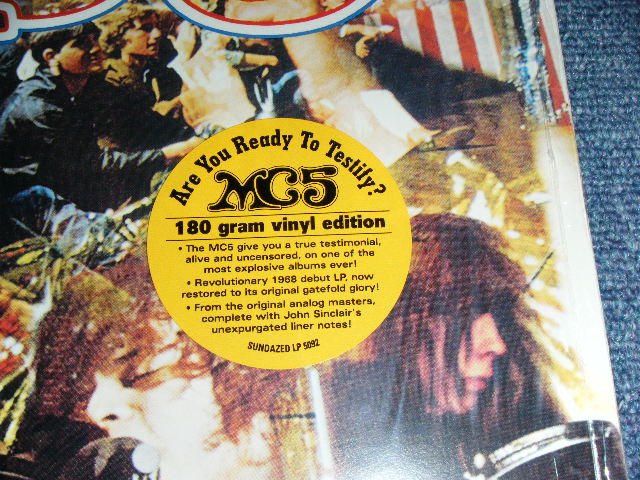 Are You Ready To Testify?
MC5
180 gram vinyl edition
• The MC5 give you a true testimonial,
alive and uncensored, on one of the
most explosive albums ever!
• Revolutionary 1968 debut LP, now
restored to its original gatefold glory!
• From the original analog masters,
complete with John Sinclair's
unexpurgated liner notes!
SUNDAZED LP 5092